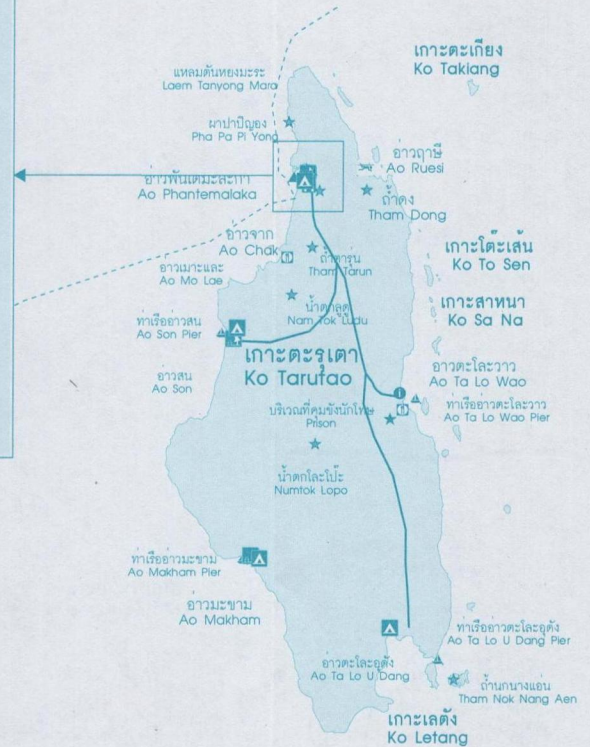 เกาะตะเกียง
Ko Takiang
แหลมตันหยงมะระ
Laem Tanyong Mara
ผาปาปิญอง
Pha Pa Pi Yong
อ่าวฤาษี
Ao Ruesi
อ่าวพันเตมะละกา
Ao Phantemalaka
ถ้ำดง
Tham Dong
อ่าวจาก
Ao Chak
ถ้ำตารุน
Tham Tarun
เกาะโต๊ะเส้น
Ko To Sen
อ่าวเมาะและ
Ao Mo Lae
น้ำตกลูดู
Nam Tok Ludu
เกาะสาหนา
Ko Sa Na
ท่าเรืออ่าวสน
Ao Son Pier
เกาะตะรุเตา
Ko Tarutao
อ่าวสน
Ao Son
อ่าวตะโละวาว
Ao Ta Lo Wao
ท่าเรืออ่าวตะโละวาว
Ao Ta Lo Wao Pier
บริเวณที่คุมขังนักโทษ
Prison
น้ำตกโละโป๊ะ
Numtok Lopo
ท่าเรืออ่าวมะขาม
Ao Makham Pier
อ่าวมะขาม
Ao Makham
ท่าเรืออ่าวตะโละอุดัง
Ao Ta Lo U Dang Pier
อ่าวตะโละอุดัง
Ao Ta Lo U Dang
ถ้ำนกนางแอ่น
Tham Nok Nang Aen
เกาะเลตัง
Ko Letang